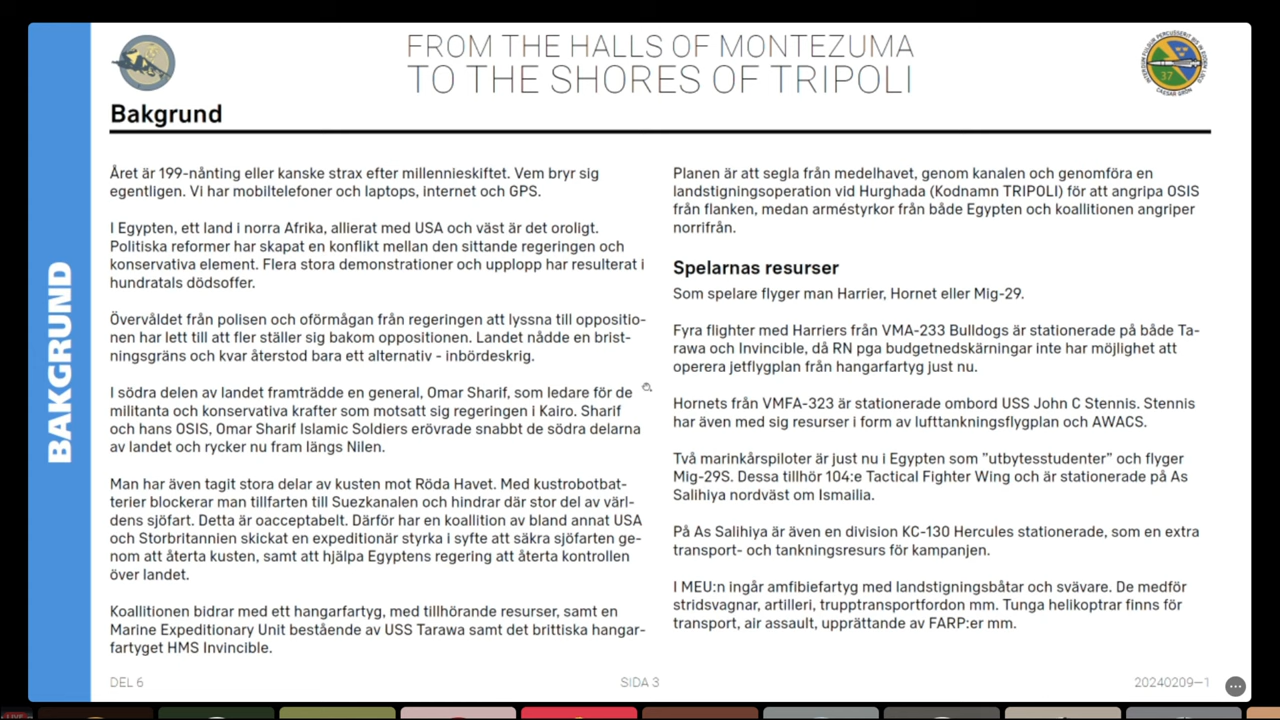 FROM THE HALLS OF MONTEZUMA
TO THE SHORES OF TRIPOLI
37
CAESAR GRÖN
Bakgrund
BAKGRUND
Året är 199-nånting eller kanske strax efter millennieskiftet. Vem bryr sig
egentligen. Vi har mobiltelefoner och laptops, internet och GPS.
I Egypten, ett land i norra Afrika, allierat med USA och väst är det oroligt.
Politiska reformer har skapat en konflikt mellan den sittande regeringen och
konservativa element. Flera stora demonstrationer och upplopp har resulterat i
hundratals dödsoffer.
Övervåldet från polisen och oförmågan från regeringen att lyssna till oppositio-
nen har lett till att fler ställer sig bakom oppositionen. Landet nådde en brist-
ningsgräns och kvar återstod bara ett alternativ - inbördeskrig.
I södra delen av landet framträdde en general, Omar Sharif, som ledare för de
militanta och konservativa krafter som motsatt sig regeringen i Kairo. Sharif
och hans OSIS, Omar Sharif Islamic Soldiers erövrade snabbt de södra delarna
av landet och rycker nu fram längs Nilen.
Man har även tagit stora delar av kusten mot Röda Havet. Med kustrobotbat-
terier blockerar man tillfarten till Suezkanalen och hindrar där stor del av värl-
dens sjöfart. Detta är oacceptabelt. Därför har en koalition av bland annat USA
och Storbritannien skickat en expeditionär styrka i syfte att säkra sjöfarten ge-
nom att återta kusten, samt att hjälpa Egyptens regering att återta kontrollen
över landet.
Koallitionen bidrar med ett hangarfartyg, med tillhörande resurser, samt en
Marine Expeditionary Unit bestående av USS Tarawa samt det brittiska hangar-
fartyget HMS Invincible.
Planen är att segla från medelhavet, genom kanalen och genomföra en
landstigningsoperation vid Hurghada (Kodnamn TRIPOLI) för att angripa OSIS
från flanken, medan arméstyrkor från både Egypten och koallitionen angriper
norrifrån.
Spelarnas resurser
Som spelare flyger man Harrier, Hornet eller Mig-29.
Fyra flighter med Harriers från VMA-233 Bulldogs är stationerade på både Ta-
rawa och Invincible, då RN pga budgetnedskärningar inte har möjlighet att
operera jetflygplan från hangarfartyg just nu.
Hornets från VMFA-323 är stationerade ombord USS John C Stennis. Stennis
har även med sig resurser i form av lufttankningsflygplan och AWACS.
Två marinkårspiloter är just nu i Egypten som ”utbytesstudenter” och flyger
Mig-29S. Dessa tillhör 104:e Tactical Fighter Wing och är stationerade på As
Salihiya nordväst om Ismailia.
På As Salihiya är även en division KC-130 Hercules stationerade, som en extra
transport- och tankningsresurs för kampanjen.
I MEU:n ingår amfibiefartyg med landstigningsbåtar och svävare. De medför
stridsvagnar, artilleri, trupptransportfordon mm. Tunga helikoptrar finns för
transport, air assault, upprättande av FARP:er mm.
DEL 6
SIDA 3
20240209—1
LIVE